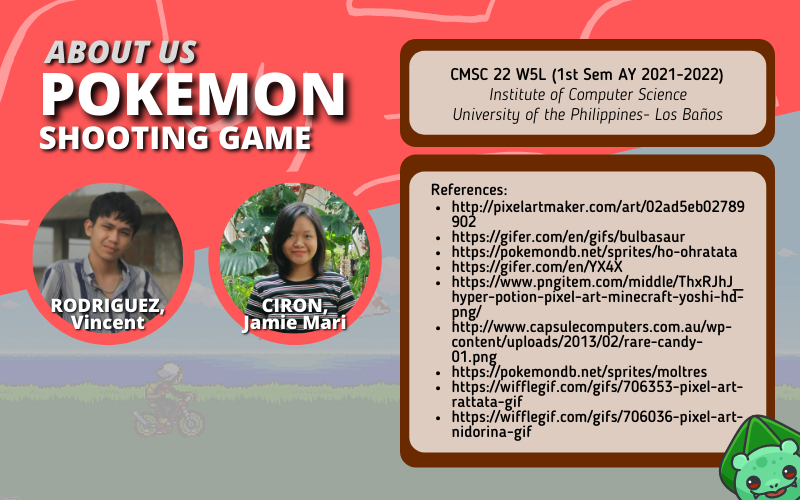 ABOUT US
POKEMON
SHOOTING GAME
RODRIGUEZ,
Vincent
CIRON,
Jamie Mari
CMSC 22 W5L (1st Sem AY 2021-2022)
Institute of Computer Science
University of the Philippines- Los Baños
References:
• http://pixelartmaker.com/art/02ad5eb02789
902
• https://gifer.com/en/gifs/bulbasaur
• https://pokemondb.net/sprites/ho-ohratata
• https://gifer.com/en/YX4X
• https://www.pngitem.com/middle/ThxRJhJ_
hyper-potion-pixel-art-minecraft-yoshi-hd-
png/
• http://www.capsulecomputers.com.au/wp-
content/uploads/2013/02/rare-candy-
01.png
• https://pokemondb.net/sprites/moltres
• https://wifflegif.com/gifs/706353-pixel-art-
rattata-gif
• https://wifflegif.com/gifs/706036-pixel-art-
nidorina-gif